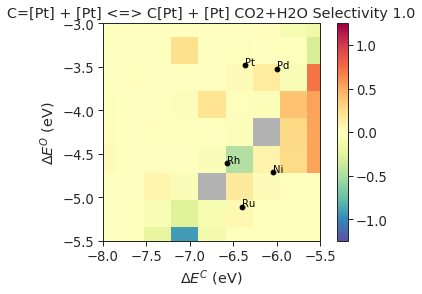 C=[Pt] + [Pt] <=> C[Pt] + [Pt] CO2+H2O Selectivity 1.0
−3.0
−3.5
−4.0
−4.5
−5.0
−5.5
ΔE^O (eV)
Pt
Pd
Rh
Ni
Ru
−8.0 −7.5 −7.0 −6.5 −6.0 −5.5
ΔE^C (eV)
1.0
0.5
0.0
−0.5
−1.0